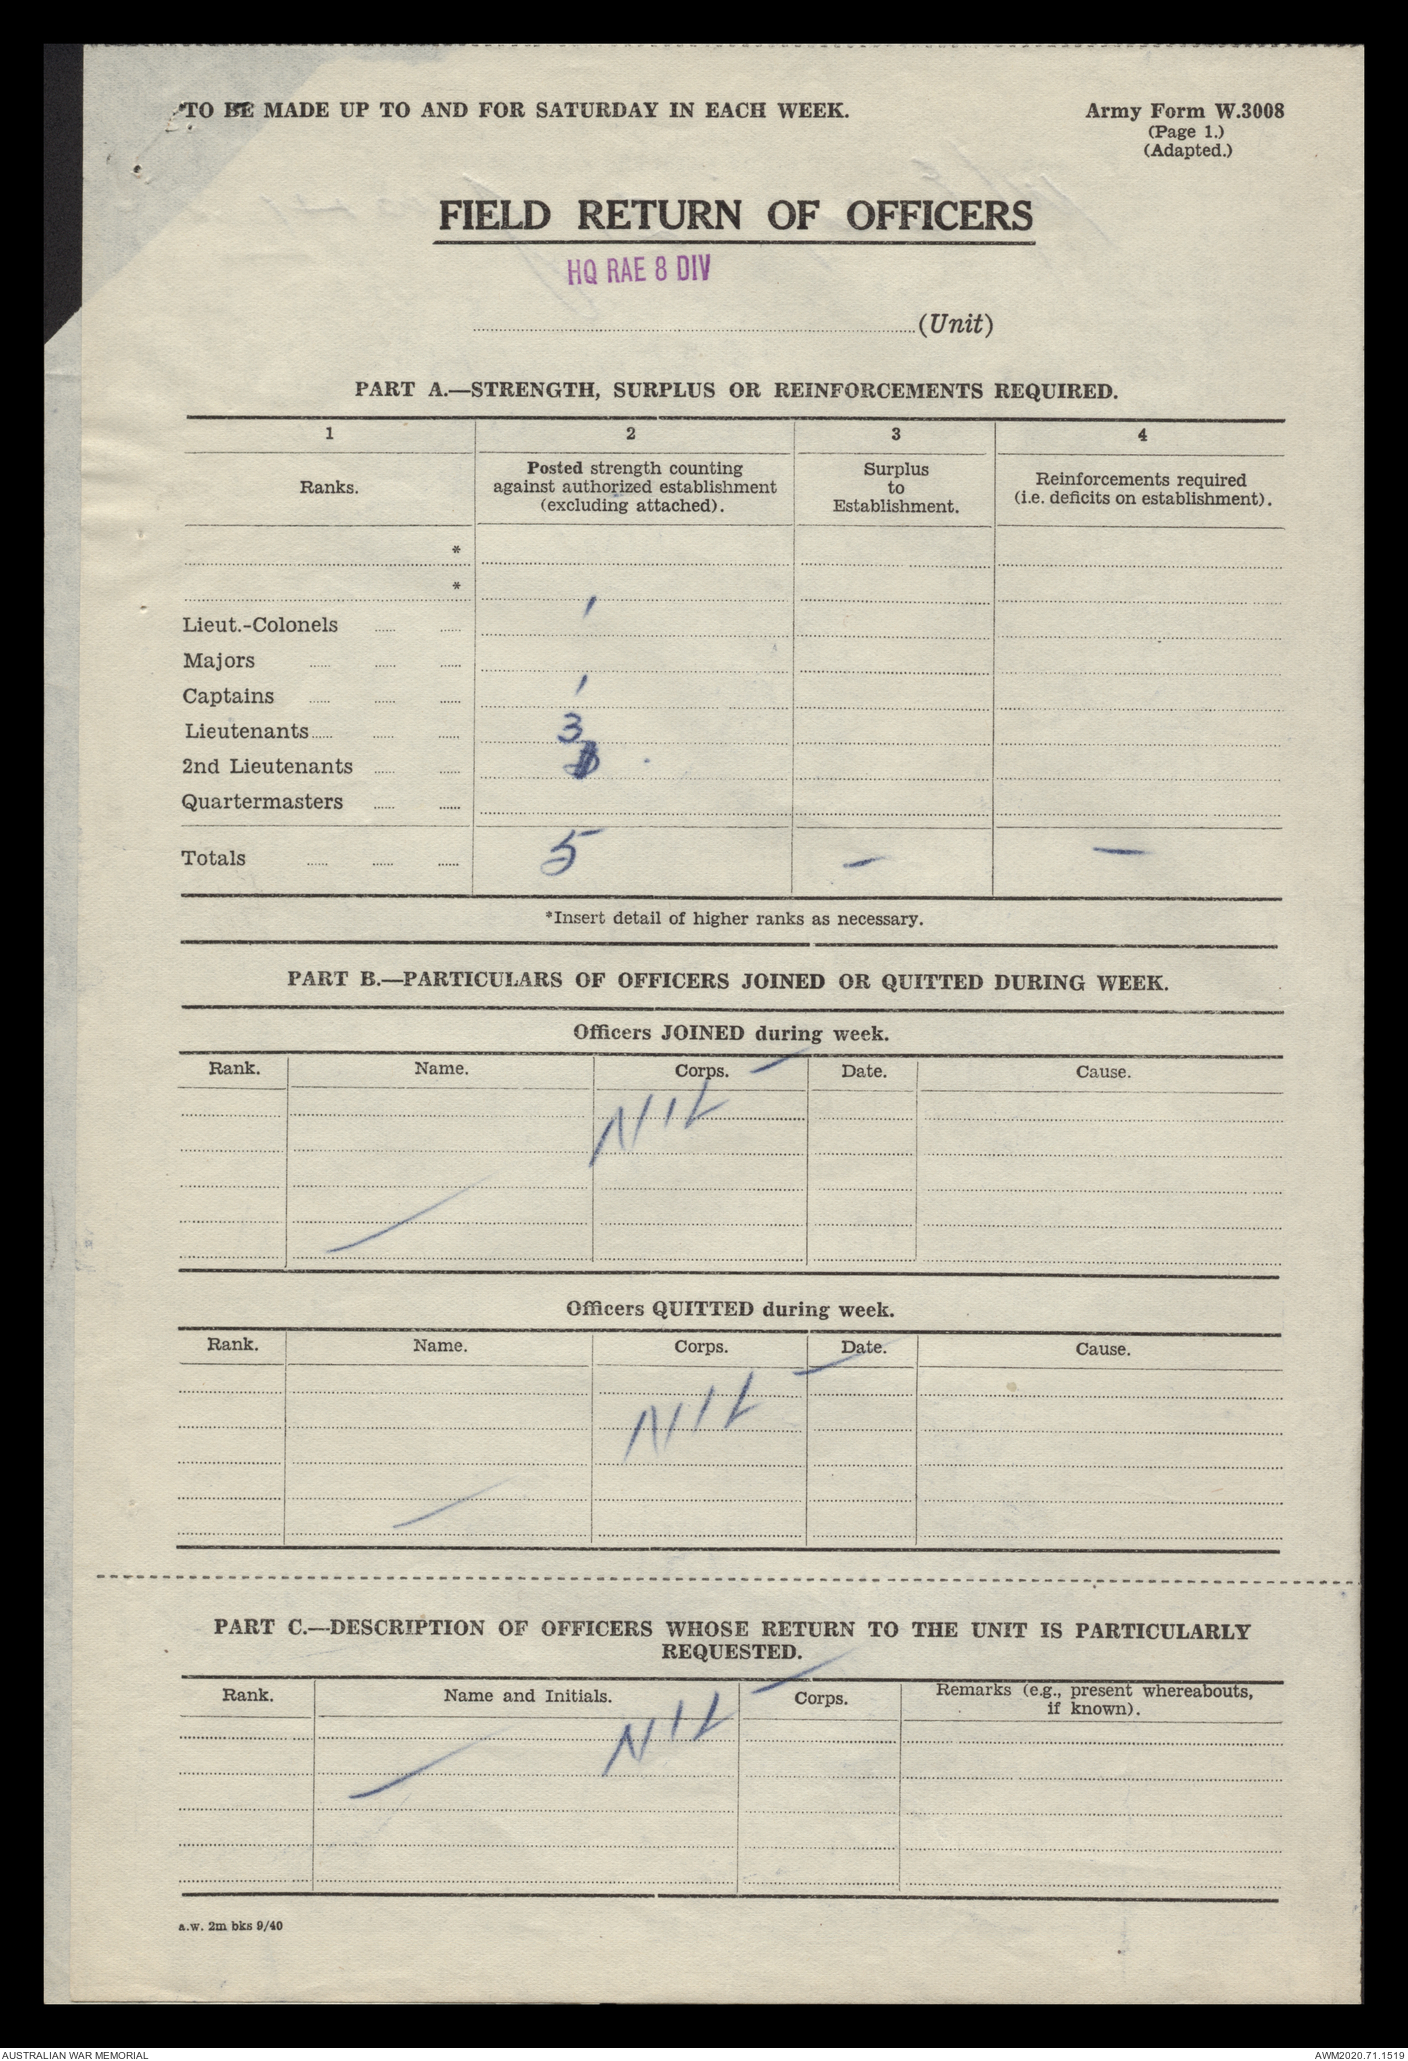 TO BE MADE UP TO AND FOR SATURDAY IN EACH WEEK.
Army Form W.3008
(Page 1.)
(Adapted.)
FIELD RETURN OF OFFICERS
HQ RAE 8 DIV
(Unit)
PART A.—STRENGTH, SURPLUS OR REINFORCEMENTS REQUIRED.
1 2 3 4
Ranks. Posted strength counting against authorized establishment (excluding attached). Surplus to Establishment. Reinforcements required (i.e. deficits on establishment).
*
*
Lieut.-Colonels 1
Majors
Captains 1
Lieutenants 3
2nd Lieutenants
Quartermasters
Totals 5 — —
*Insert detail of higher ranks as necessary.
PART B.—PARTICULARS OF OFFICERS JOINED OR QUITTED DURING WEEK.
Officers JOINED during week.
Rank. Name. Corps. Date. Cause.
NIL
Officers QUITTED during week.
Rank. Name. Corps. Date. Cause.
NIL
PART C.—DESCRIPTION OF OFFICERS WHOSE RETURN TO THE UNIT IS PARTICULARLY
REQUESTED.
Rank. Name and Initials. Corps. Remarks (e.g., present whereabouts, if known).
NIL
a.w. 2m bks 9/40
AUSTRALIAN WAR MEMORIAL
AWM2020.71.1519